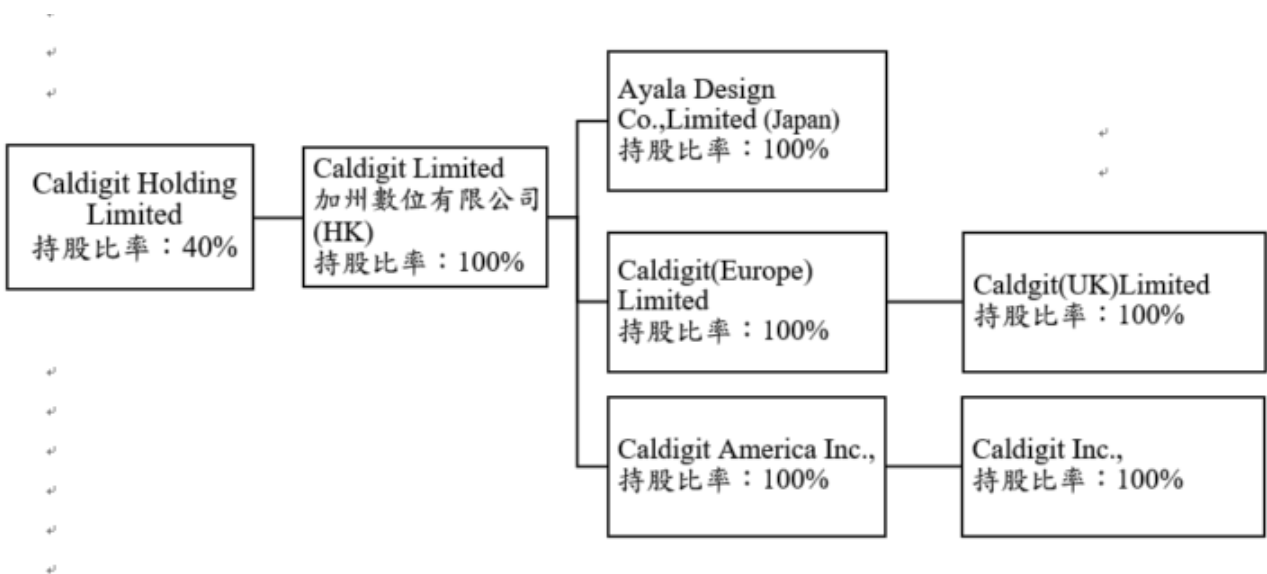 Caldigit Holding
Limited
持股比率：40%
Caldigit Limited
加州數位有限公司
(HK)
持股比率：100%
Ayala Design
Co.,Limited (Japan)
持股比率：100%
Caldigit(Europe)
Limited
持股比率：100%
Caldgit(UK)Limited
持股比率：100%
Caldigit America Inc.,
持股比率：100%
Caldigit Inc.,
持股比率：100%